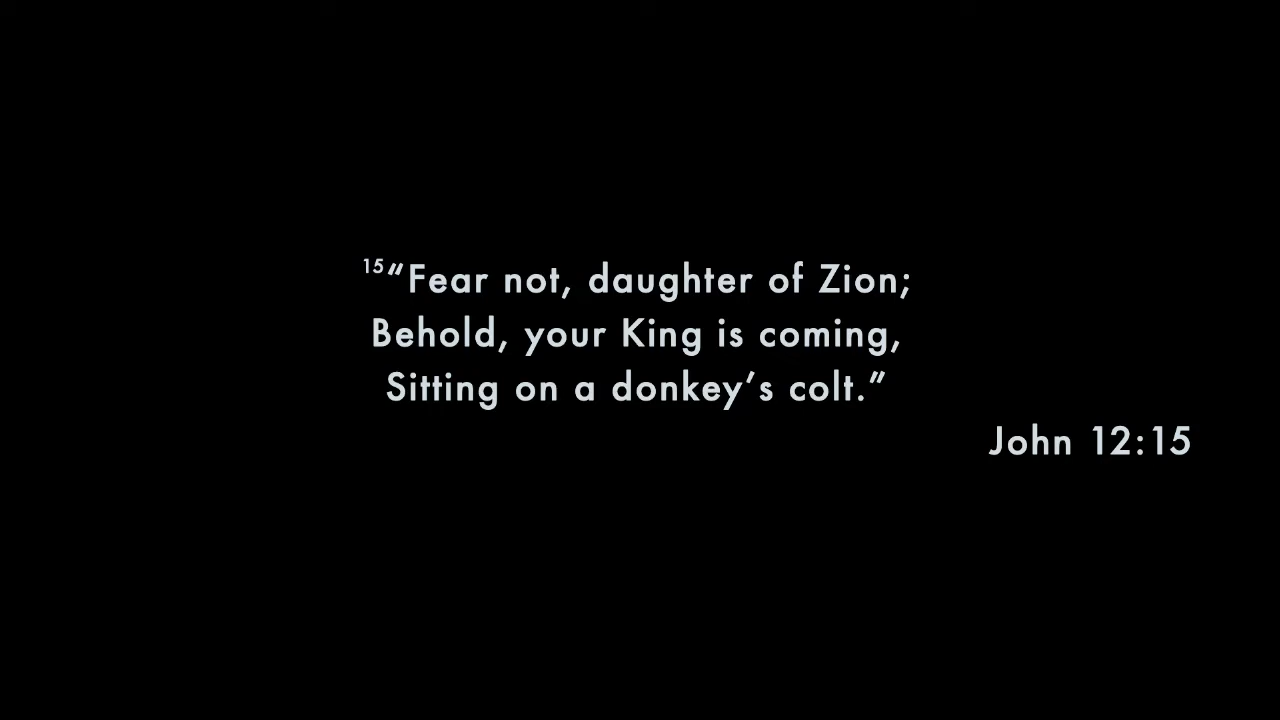 15“Fear not, daughter of Zion;
Behold, your King is coming,
Sitting on a donkey’s colt.”
John 12:15